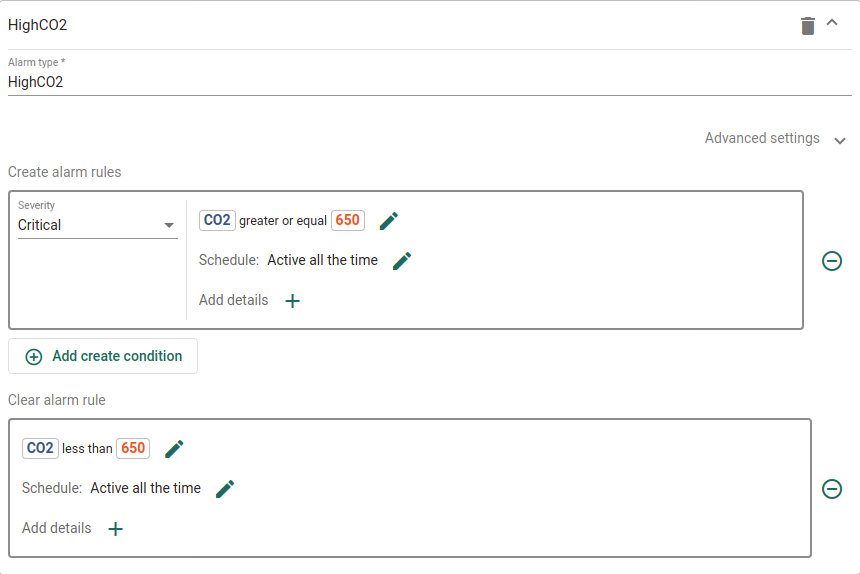 HighCO2
Alarm type *
HighCO2
Advanced settings
Create alarm rules
Severity
Critical
CO2 greater or equal 650
Schedule: Active all the time
Add details
Add create condition
Clear alarm rule
CO2 less than 650
Schedule: Active all the time
Add details